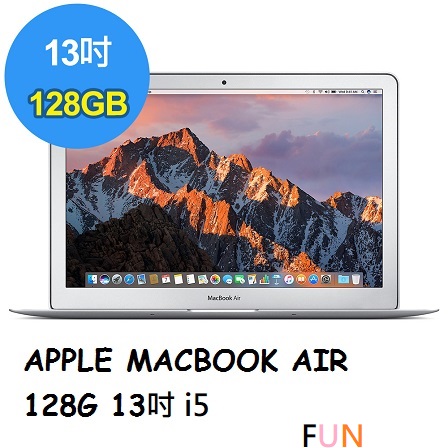 13吋
128GB
MacBook Air
APPLE MACBOOK AIR
128G 13吋 i5
FUN